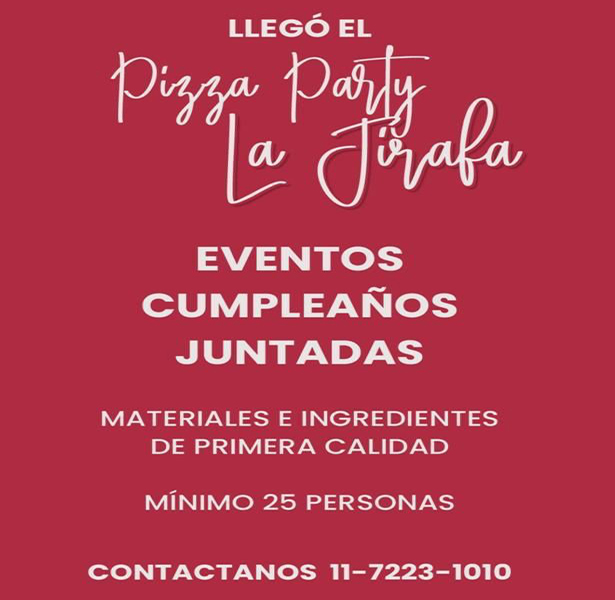 LLEGÓ EL
Pizza Party
La Jirafa
EVENTOS
CUMPLEAÑOS
JUNTADAS
MATERIALES E INGREDIENTES
DE PRIMERA CALIDAD
MÍNIMO 25 PERSONAS
CONTACTANOS 11-7223-1010